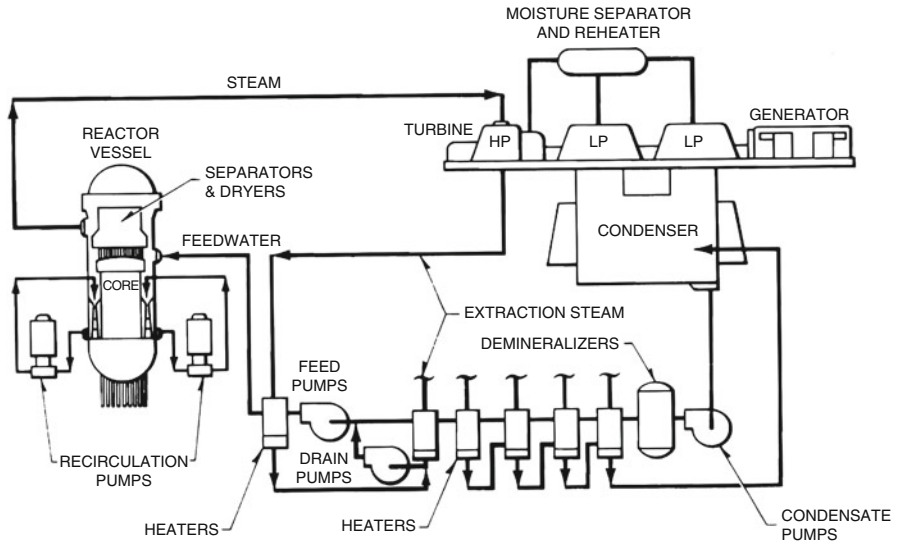 MOISTURE SEPARATOR
AND REHEATER
STEAM
GENERATOR
TURBINE
HP
LP
LP
REACTOR
VESSEL
SEPARATORS
& DRYERS
FEEDWATER
CONDENSER
CORE
EXTRACTION STEAM
DEMINERALIZERS
FEED
PUMPS
DRAIN
PUMPS
RECIRCULATION
PUMPS
HEATERS
HEATERS
CONDENSATE
PUMPS